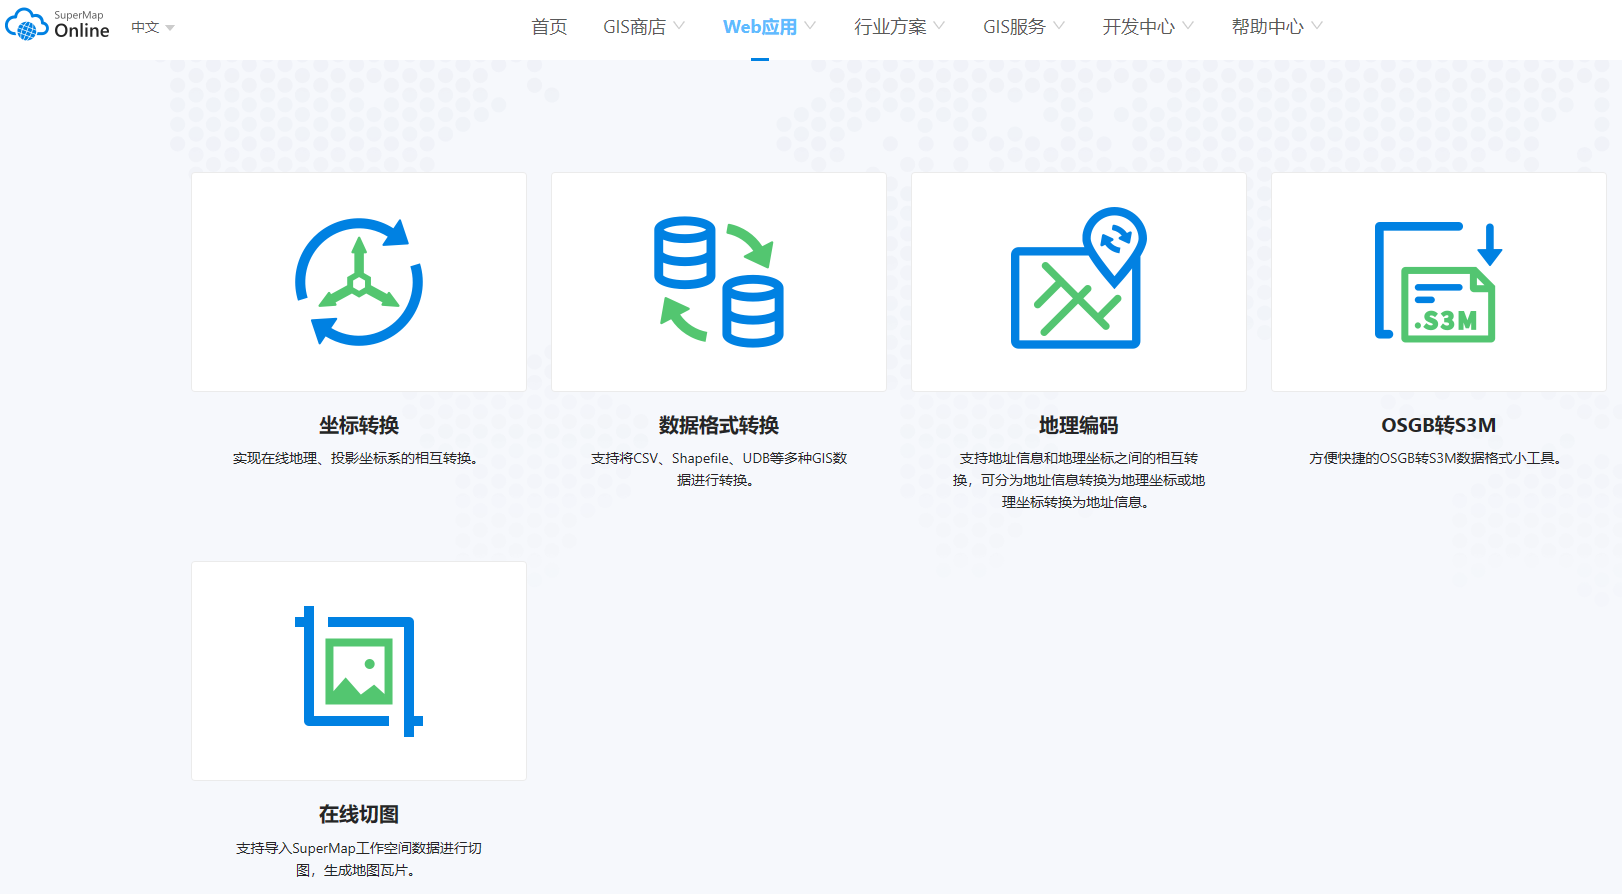 SuperMap
Online
中文
首页
GIS商店
Web应用
行业方案
GIS服务
开发中心
帮助中心
.S3M
坐标转换
实现在线地理、投影坐标系的相互转换。
数据格式转换
支持将CSV、Shapefile、UDB等多种GIS数
据进行转换。
地理编码
支持地址信息和地理坐标之间的相互转
换，可分为地址信息转换为地理坐标或地
理坐标转换为地址信息。
OSGB转S3M
方便快捷的OSGB转S3M数据格式小工具。
在线切图
支持导入SuperMap工作空间数据进行切
图，生成地图瓦片。